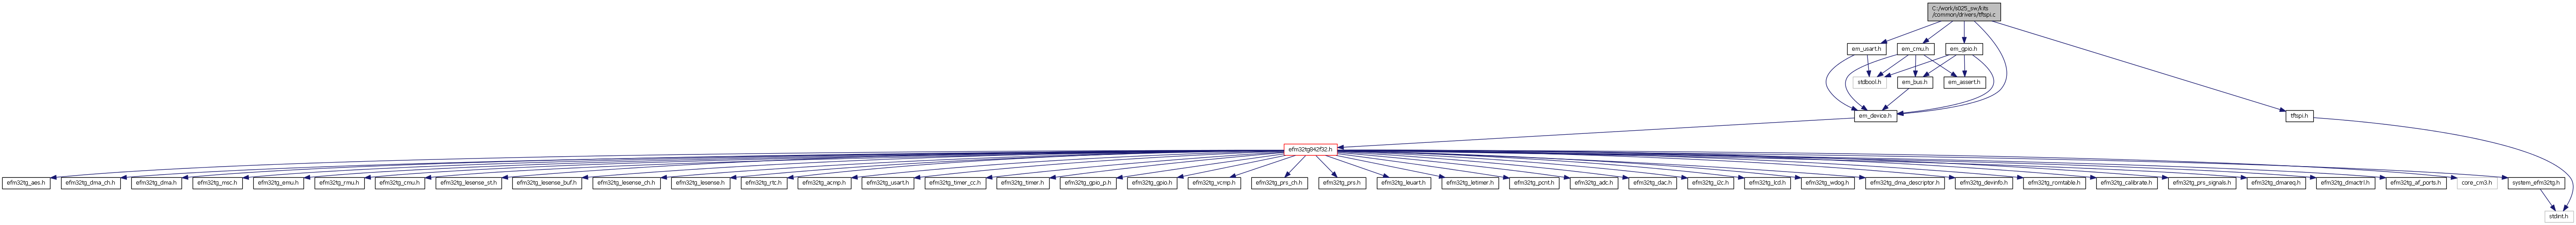 C:/work/s025_sw/kits
/common/drivers/tftspi.c
em_usart.h
em_cmu.h
em_gpio.h
stdbool.h
em_bus.h
em_assert.h
em_device.h
tftspi.h
efm32tg842f32.h
efm32tg_aes.h
efm32tg_dma_ch.h
efm32tg_dma.h
efm32tg_msc.h
efm32tg_emu.h
efm32tg_rmu.h
efm32tg_cmu.h
efm32tg_lesense_st.h
efm32tg_lesense_buf.h
efm32tg_lesense_ch.h
efm32tg_lesense.h
efm32tg_rtc.h
efm32tg_acmp.h
efm32tg_usart.h
efm32tg_timer_cc.h
efm32tg_timer.h
efm32tg_gpio_p.h
efm32tg_gpio.h
efm32tg_vcmp.h
efm32tg_prs_ch.h
efm32tg_prs.h
efm32tg_leuart.h
efm32tg_letimer.h
efm32tg_pcnt.h
efm32tg_adc.h
efm32tg_dac.h
efm32tg_i2c.h
efm32tg_lcd.h
efm32tg_wdog.h
efm32tg_dma_descriptor.h
efm32tg_devinfo.h
efm32tg_romtable.h
efm32tg_calibrate.h
efm32tg_prs_signals.h
efm32tg_dmareq.h
efm32tg_dmactrl.h
efm32tg_af_ports.h
core_cm3.h
system_efm32tg.h
stdint.h